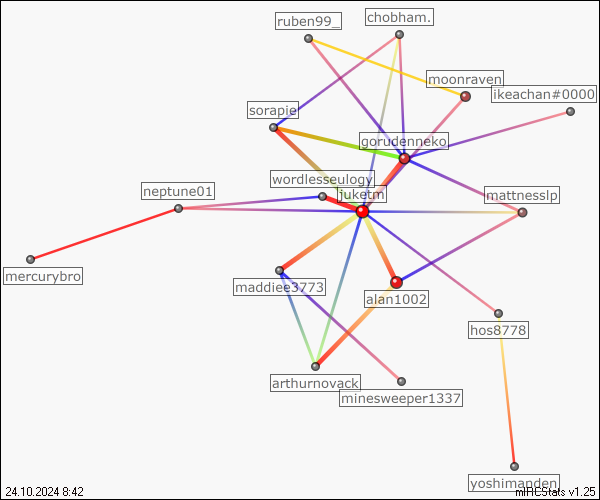 ruben99_
chobham.
moonraven
ikeachan#0000
sorapie
gorudenneko
wordlesseulogy
juketm
neptune01
mattnesslp
mercurybro
maddiee3773
alan1002
hos8778
arthurnovack
minesweeper1337
yoshimanden
24.10.2024 8:42
mIRCStats v1.25